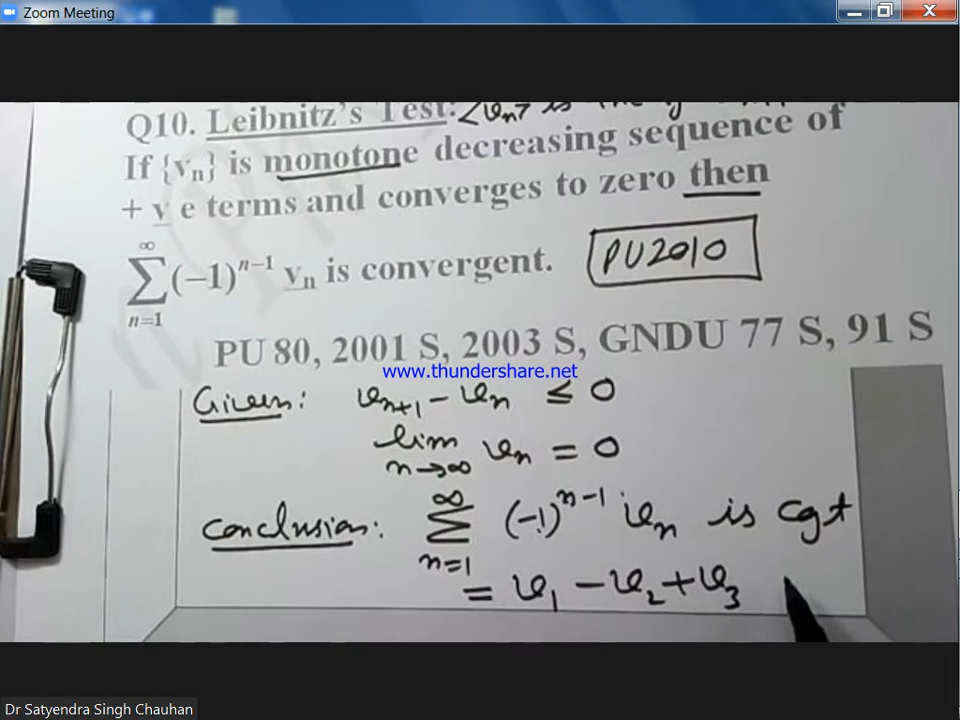 Zoom Meeting
Q10. Leibnitz's Test: <vn> is
If {vn} is monotone decreasing sequence of
+ v e terms and converges to zero then
∞
∑ (−1)^n−1 vn is convergent. PU2010
n=1
PU 80, 2001 S, 2003 S, GNDU 77 S, 91 S
www.thundershare.net
Given: vn+1 − vn ≤ 0
lim vn = 0
n→∞
Conclusion: ∞ ∑ n=1 (−1)^n−1 vn is cgt
= v1 − v2 + v3
Dr Satyendra Singh Chauhan